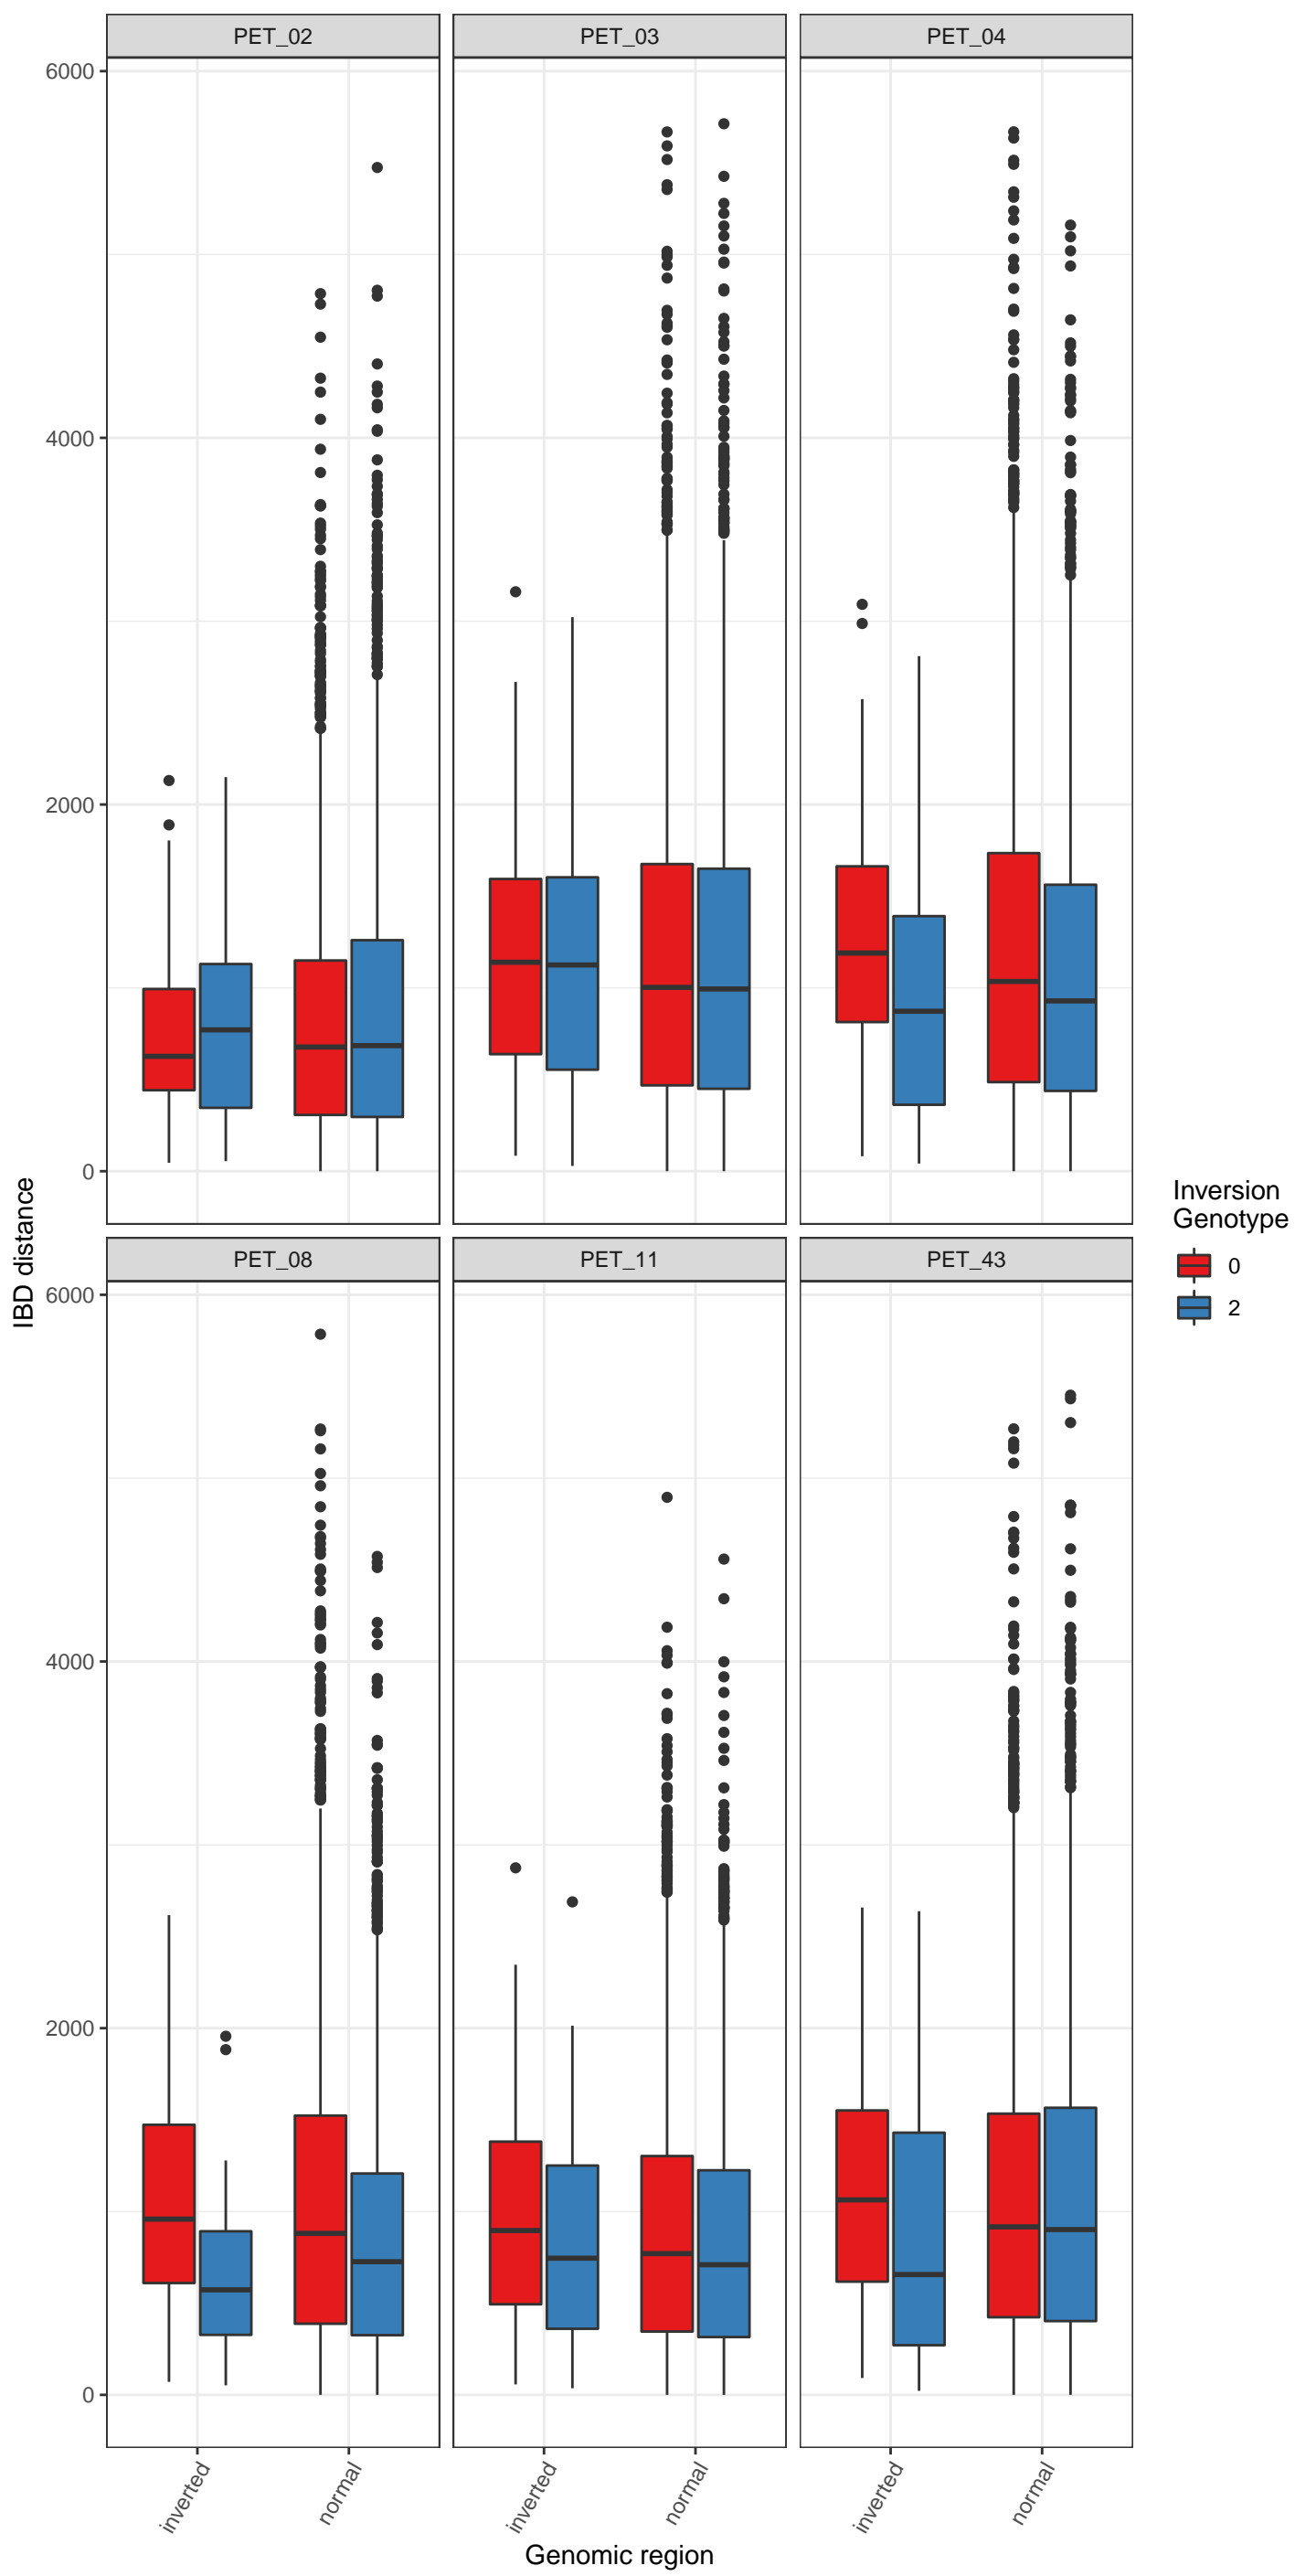 PET_02
PET_03
PET_04
6000
4000
2000
0
PET_08
PET_11
PET_43
6000
4000
2000
0
IBD distance
inverted
normal
inverted
normal
inverted
normal
Genomic region
Inversion
Genotype
0
2